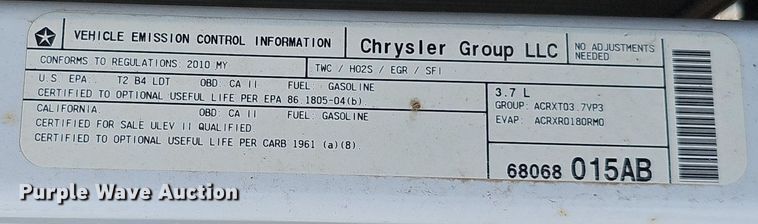 VEHICLE EMISSION CONTROL INFORMATION
Chrysler Group LLC
NO ADJUSTMENTS
NEEDED
CONFORMS TO REGULATIONS: 2010 MY
TWC / HO2S / EGR / SFI
U.S. EPA: T2 B4 LDT OBD: CA II FUEL: GASOLINE
CERTIFIED TO OPTIONAL USEFUL LIFE PER EPA 86.1805-04(b).
CALIFORNIA OBD: CA II FUEL: GASOLINE
CERTIFIED FOR SALE ULEV II QUALIFIED
CERTIFIED TO OPTIONAL USEFUL LIFE PER CARB 1961 (a)(8).
3.7 L
GROUP: ACRXT03.7VP3
EVAP: ACRXR0180RM0
68068 015AB
Purple Wave Auction